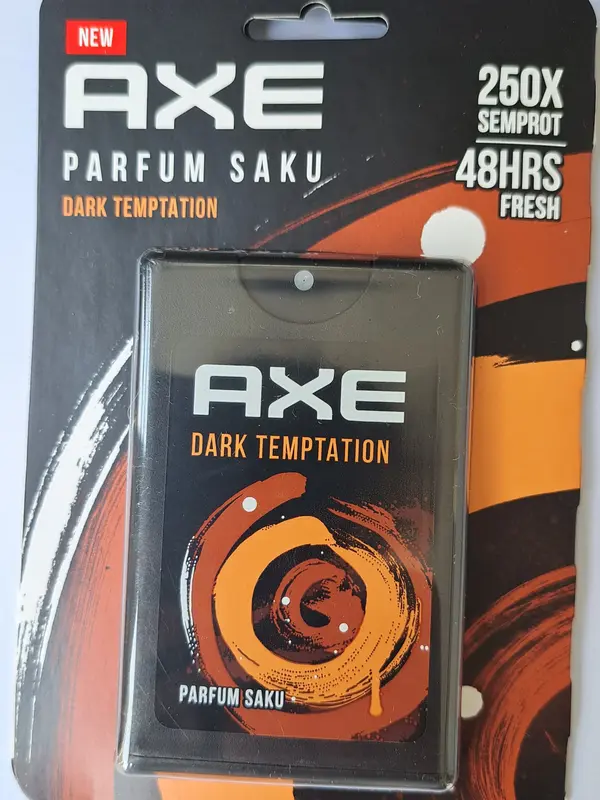 NEW
AXE
PARFUM SAKU
DARK TEMPTATION
250X
SEMPROT
48HRS
FRESH
AXE
DARK TEMPTATION
PARFUM SAKU